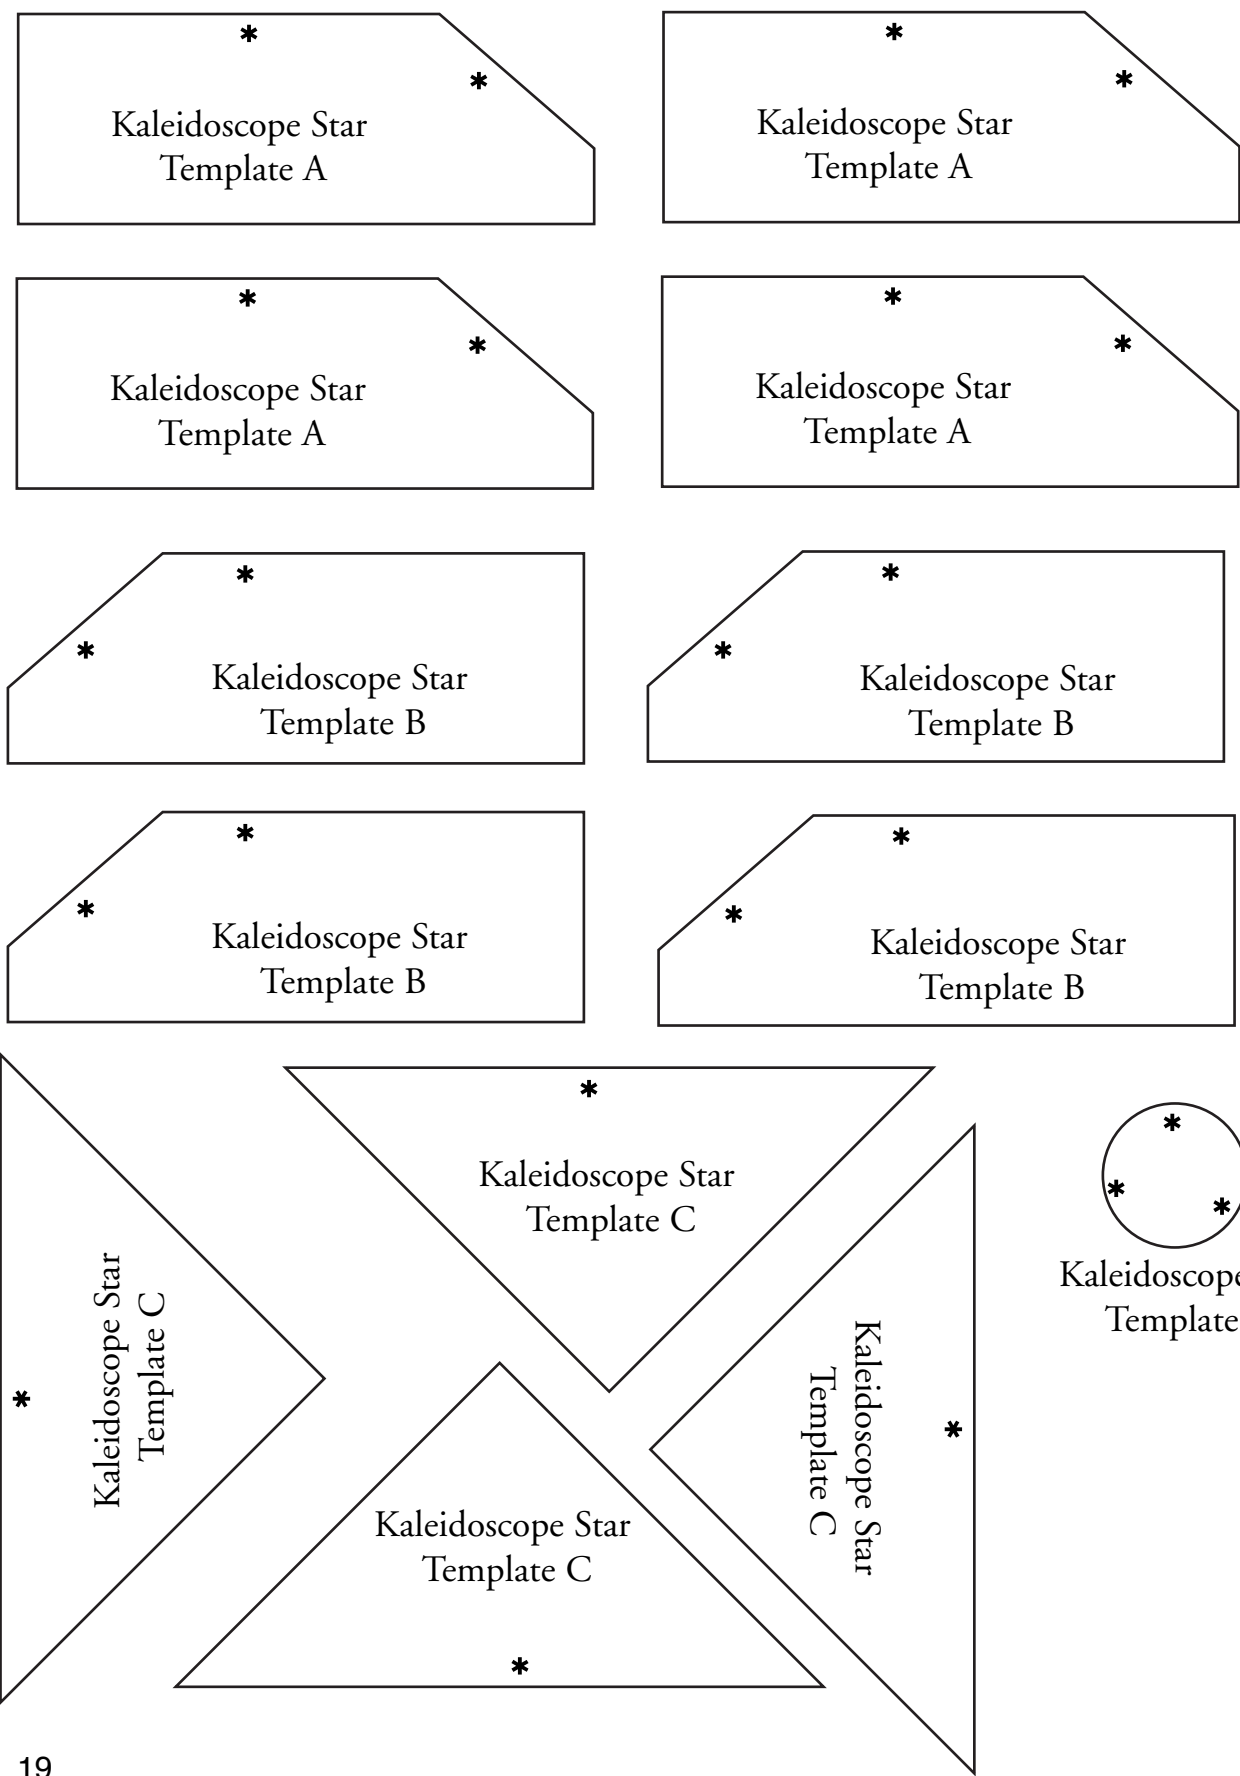 *
*
Kaleidoscope Star
Template A
*
*
Kaleidoscope Star
Template A
*
*
Kaleidoscope Star
Template A
*
*
Kaleidoscope Star
Template A
*
*
Kaleidoscope Star
Template B
*
*
Kaleidoscope Star
Template B
*
*
Kaleidoscope Star
Template B
*
*
Kaleidoscope Star
Template B
Kaleidoscope Star
Template C
*
*
Kaleidoscope Star
Template C
Kaleidoscope Star
Template C
*
Kaleidoscope Star
Template C
*
*
*
*
Kaleidoscope
Template
19